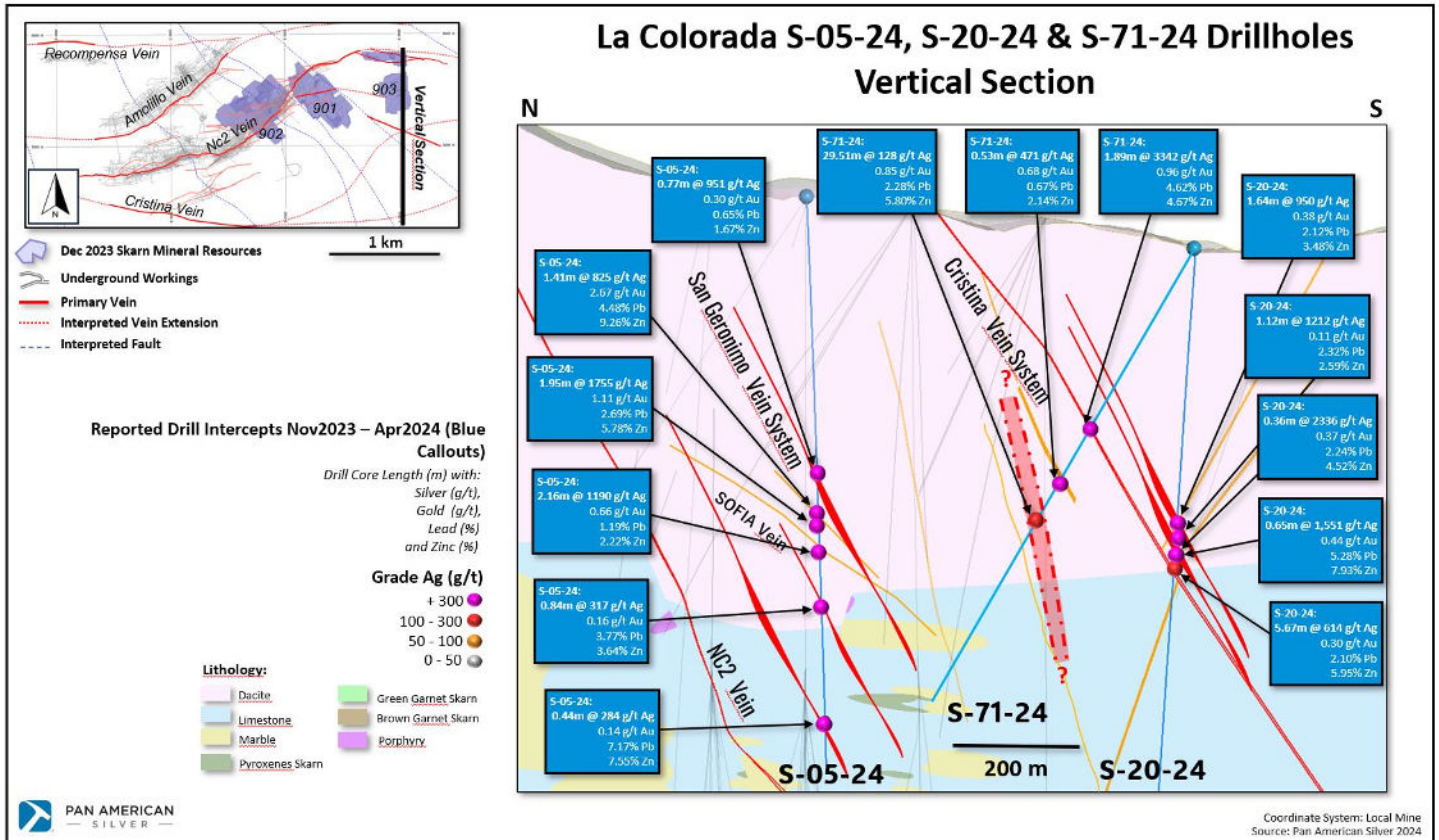 La Colorada S-05-24, S-20-24 & S-71-24 Drillholes
Vertical Section
Recompensa Vein
Amolillo Vein
Nc2 Vein
902
901
903
Cristina Vein
Vertical Section
N
1 km
Dec 2023 Skarn Mineral Resources
Underground Workings
Primary Vein
Interpreted Vein Extension
Interpreted Fault
Reported Drill Intercepts Nov2023 – Apr2024 (Blue
Callouts)
Drill Core Length (m) with:
Silver (g/t),
Gold (g/t),
Lead (%)
and Zinc (%)
Grade Ag (g/t)
+ 300
100 - 300
50 - 100
0 - 50
Lithology:
Dacite
Limestone
Marble
Pyroxenes Skarn
Green Garnet Skarn
Brown Garnet Skarn
Porphyry
N
S
S-05-24:
0.77m @ 951 g/t Ag
0.30 g/t Au
0.65% Pb
1.67% Zn
S-05-24:
1.41m @ 825 g/t Ag
2.67 g/t Au
4.48% Pb
9.26% Zn
S-05-24:
1.95m @ 1755 g/t Ag
1.11 g/t Au
2.69% Pb
5.78% Zn
S-05-24:
2.16m @ 1190 g/t Ag
0.66 g/t Au
1.19% Pb
2.22% Zn
S-05-24:
0.84m @ 317 g/t Ag
0.16 g/t Au
3.77% Pb
3.64% Zn
S-05-24:
0.44m @ 284 g/t Ag
0.14 g/t Au
7.17% Pb
7.55% Zn
S-71-24:
29.51m @ 128 g/t Ag
0.85 g/t Au
2.28% Pb
5.80% Zn
S-71-24:
0.53m @ 471 g/t Ag
0.68 g/t Au
0.67% Pb
2.14% Zn
S-71-24:
1.89m @ 3342 g/t Ag
0.96 g/t Au
4.62% Pb
4.67% Zn
S-20-24:
1.64m @ 950 g/t Ag
0.38 g/t Au
2.12% Pb
3.48% Zn
S-20-24:
1.12m @ 1212 g/t Ag
0.11 g/t Au
2.32% Pb
2.59% Zn
S-20-24:
0.36m @ 2336 g/t Ag
0.37 g/t Au
2.24% Pb
4.52% Zn
S-20-24:
0.65m @ 1,551 g/t Ag
0.44 g/t Au
5.28% Pb
7.93% Zn
S-20-24:
5.67m @ 614 g/t Ag
0.30 g/t Au
2.10% Pb
5.95% Zn
San Geronimo Vein System
SOFIA Vein
NC2 Vein
Cristina Vein System
?
?
S-71-24
200 m
S-05-24
S-20-24
PAN AMERICAN
SILVER
Coordinate System: Local Mine
Source: Pan American Silver 2024